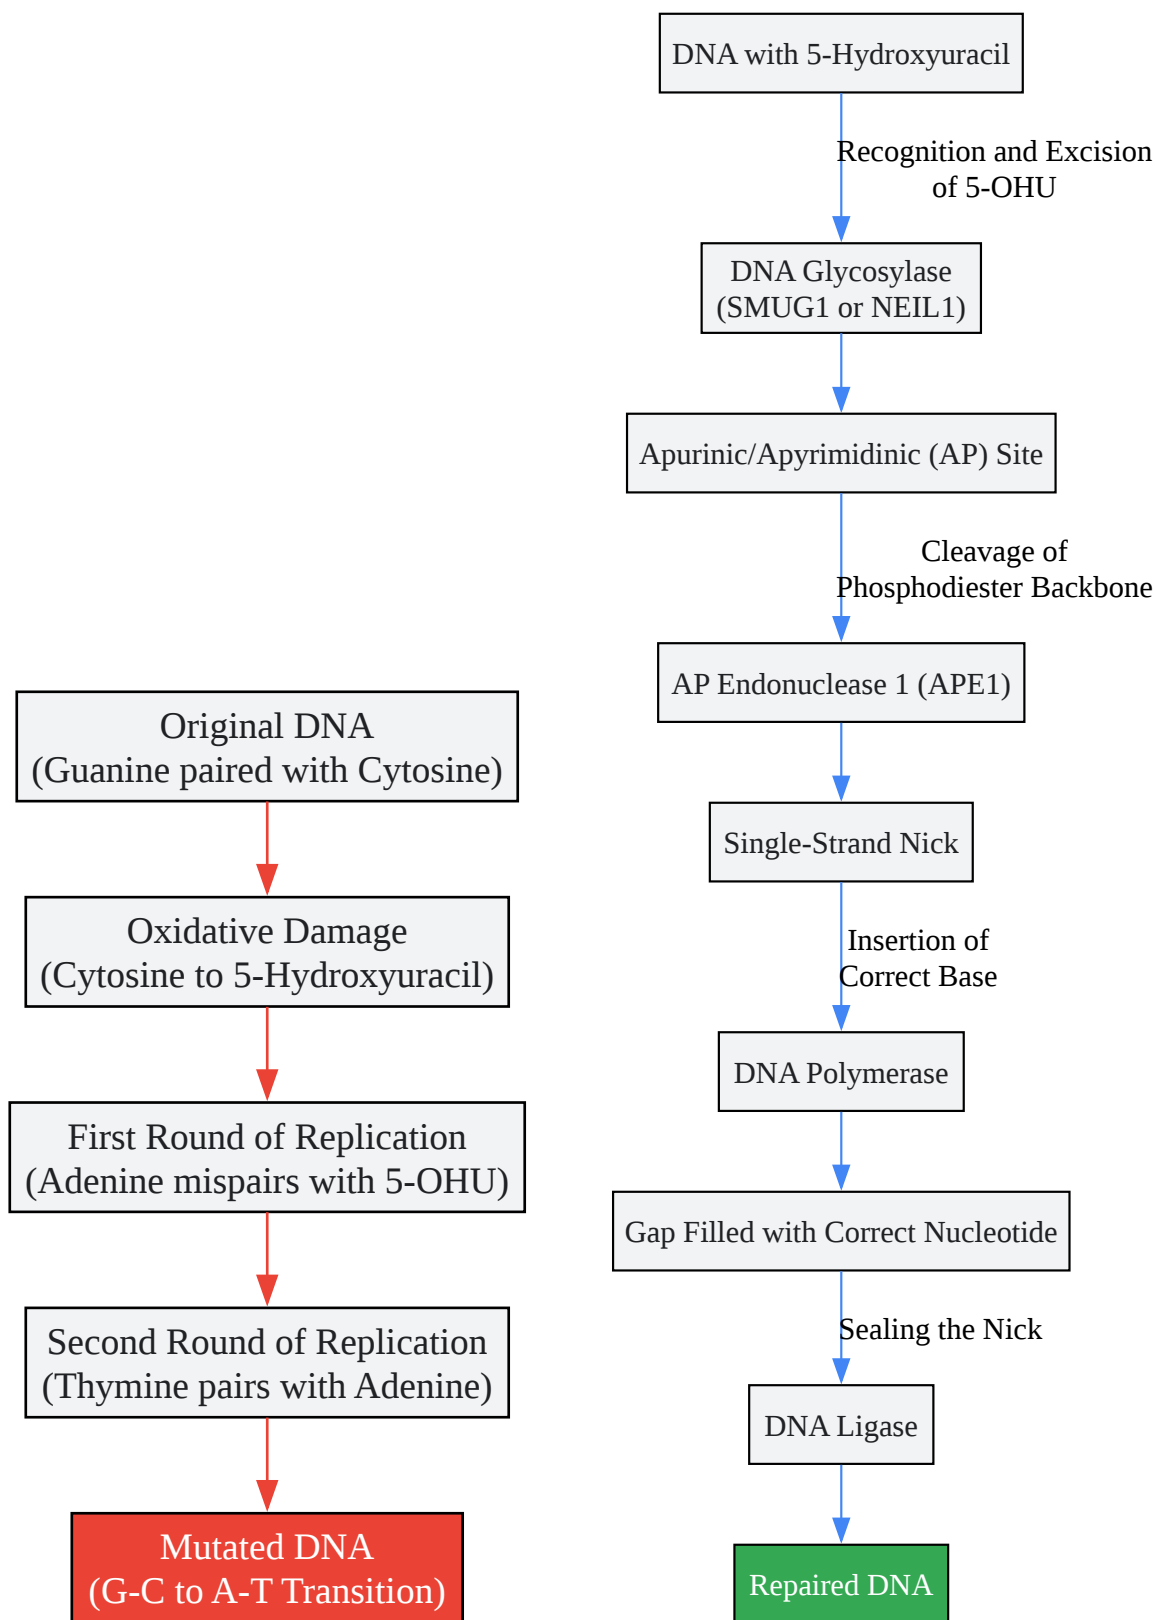 Original DNA
(Guanine paired with Cytosine)
Oxidative Damage
(Cytosine to 5-Hydroxyuracil)
First Round of Replication
(Adenine mispairs with 5-OHU)
Second Round of Replication
(Thymine pairs with Adenine)
Mutated DNA
(G-C to A-T Transition)
DNA with 5-Hydroxyuracil
Recognition and Excision
of 5-OHU
DNA Glycosylase
(SMUG1 or NEIL1)
Apurinic/Apyrimidinic (AP) Site
Cleavage of
Phosphodiester Backbone
AP Endonuclease 1 (APE1)
Single-Strand Nick
Insertion of
Correct Base
DNA Polymerase
Gap Filled with Correct Nucleotide
Sealing the Nick
DNA Ligase
Repaired DNA